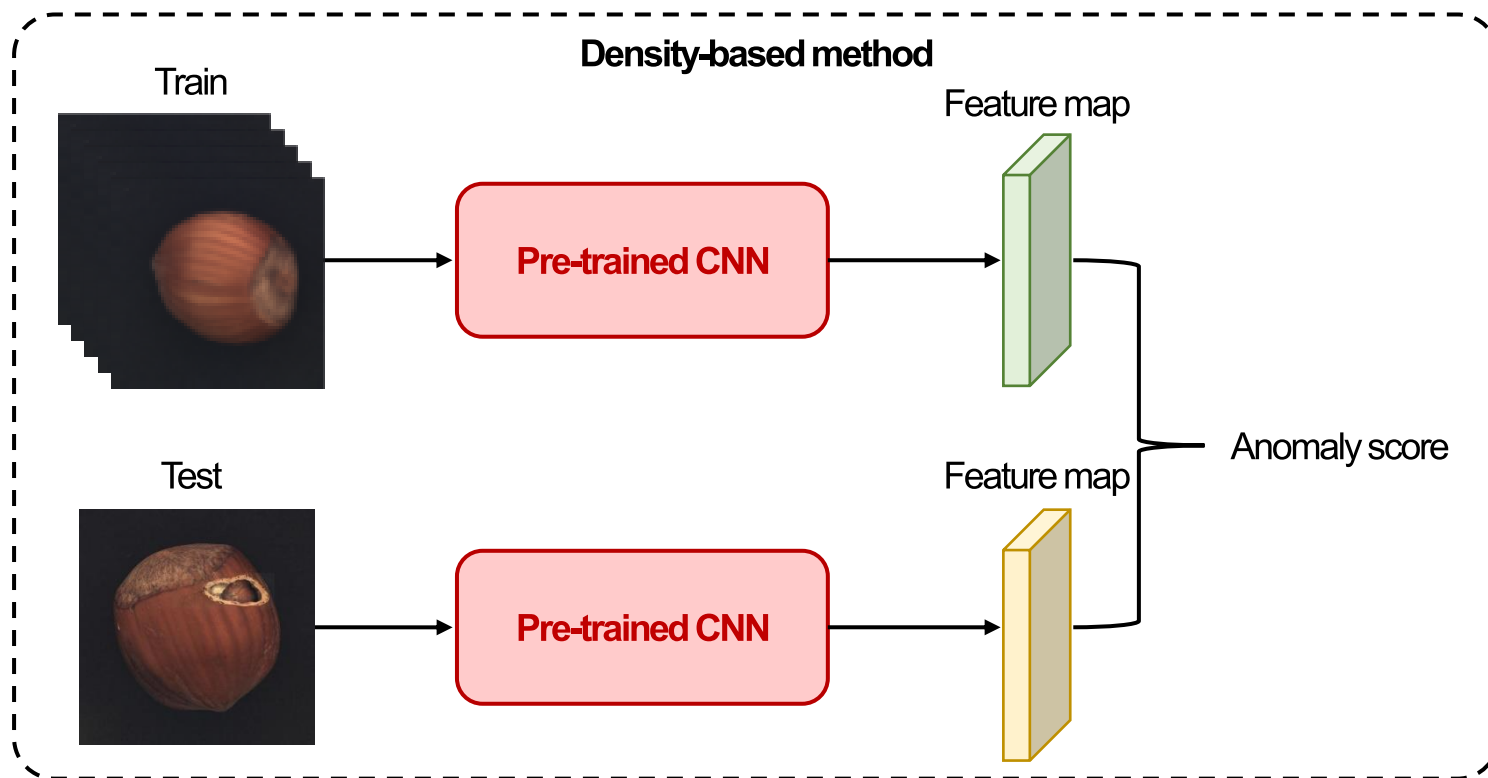 Density-based method
Train
Feature map
Pre-trained CNN
Anomaly score
Test
Feature map
Pre-trained CNN